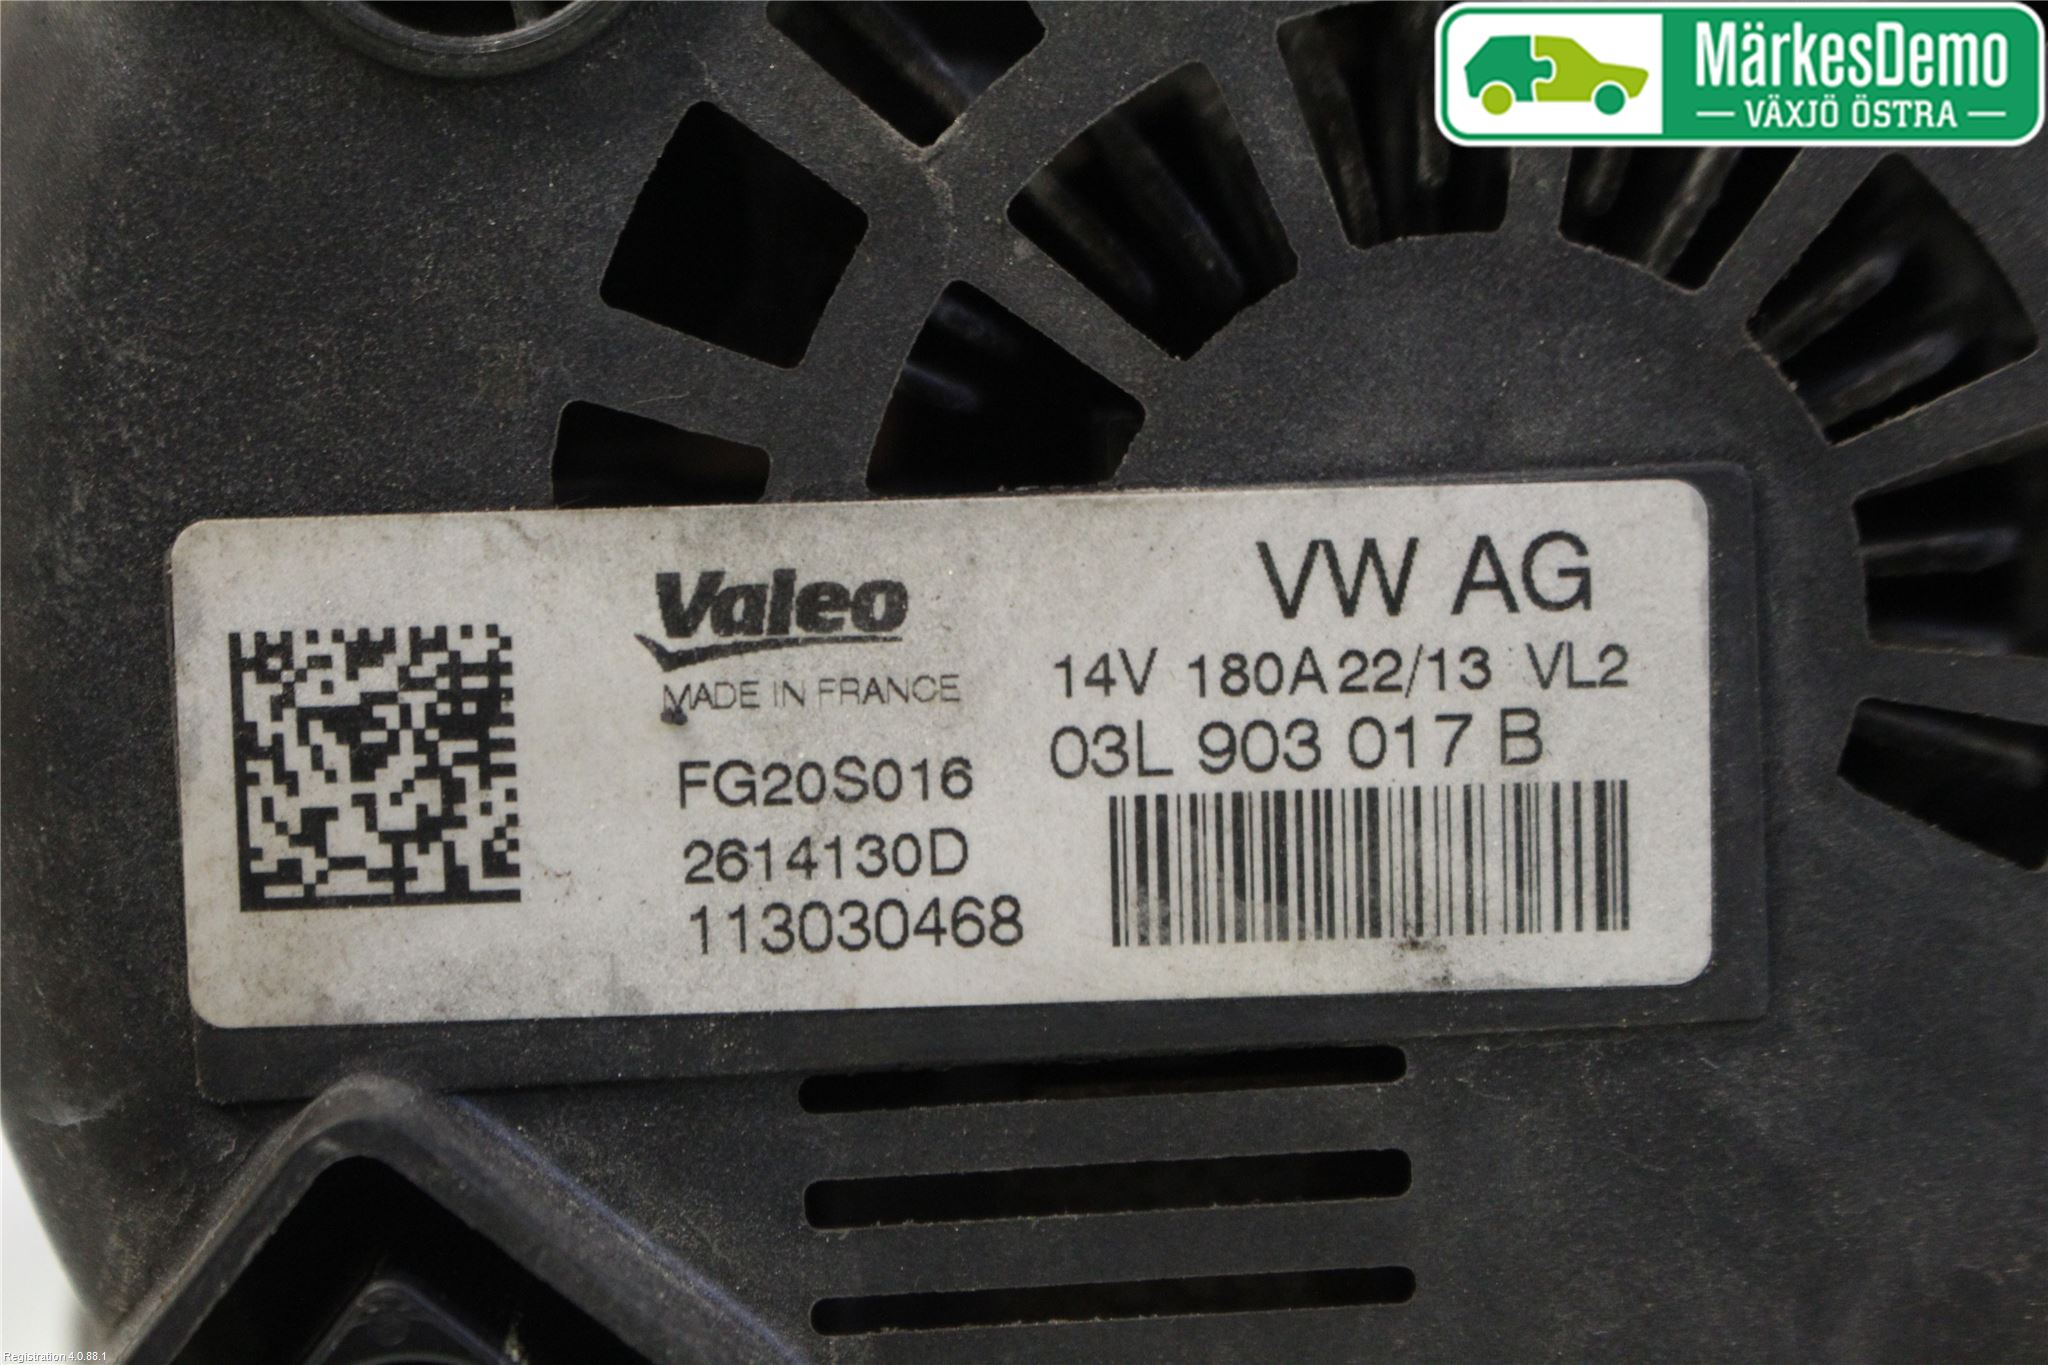 MärkesDemo
VÄXJÖ ÖSTRA
Valeo
MADE IN FRANCE
FG20S016
2614130D
113030468
VW AG
14V 180A 22/13 VL2
03L 903 017 B
Registration 4.0.88.1